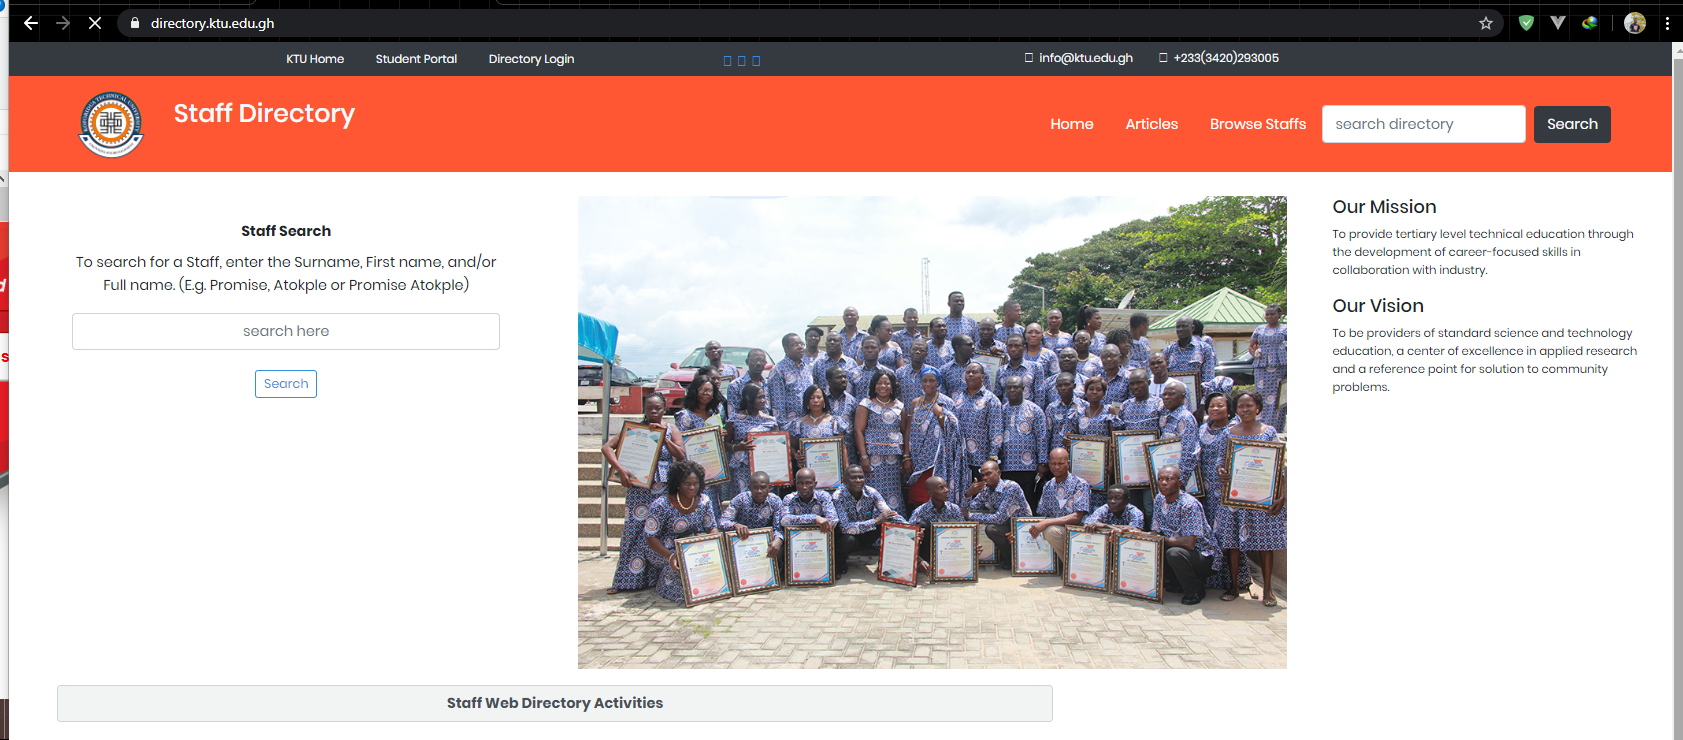 directory.ktu.edu.gh
KTU Home Student Portal Directory Login info@ktu.edu.gh +233(3420)293005
Staff Directory
Home Articles Browse Staffs search directory Search
Staff Search
To search for a Staff, enter the Surname, First name, and/or
Full name. (E.g. Promise, Atokple or Promise Atokple)
search here
Search
Our Mission
To provide tertiary level technical education through
the development of career-focused skills in
collaboration with industry.
Our Vision
To be providers of standard science and technology
education, a center of excellence in applied research
and a reference point for solution to community
problems.
Staff Web Directory Activities